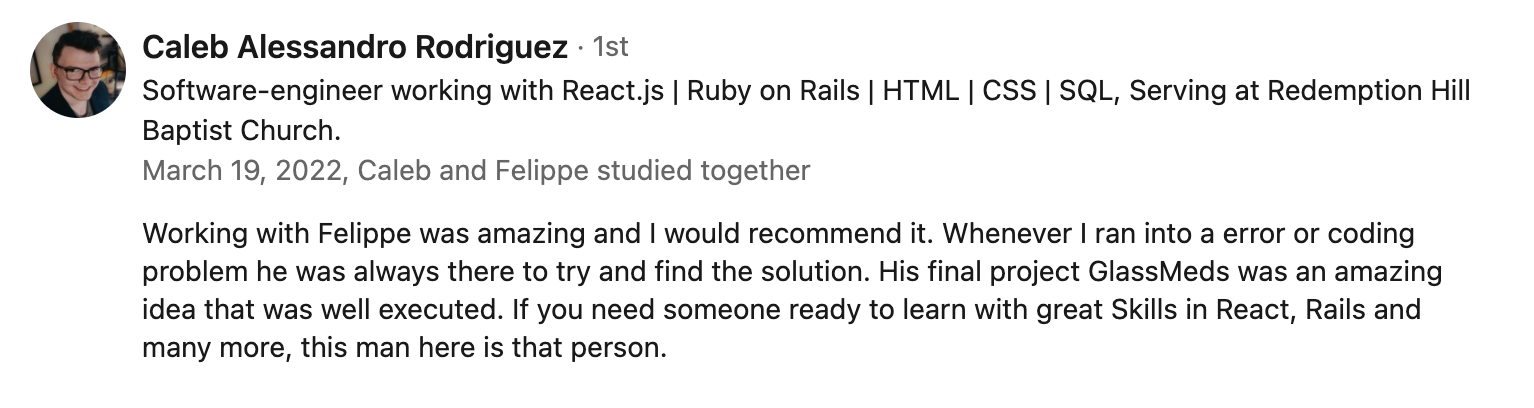 Caleb Alessandro Rodriguez · 1st
Software-engineer working with React.js | Ruby on Rails | HTML | CSS | SQL, Serving at Redemption Hill
Baptist Church.
March 19, 2022, Caleb and Felippe studied together
Working with Felippe was amazing and I would recommend it. Whenever I ran into a error or coding
problem he was always there to try and find the solution. His final project GlassMeds was an amazing
idea that was well executed. If you need someone ready to learn with great Skills in React, Rails and
many more, this man here is that person.